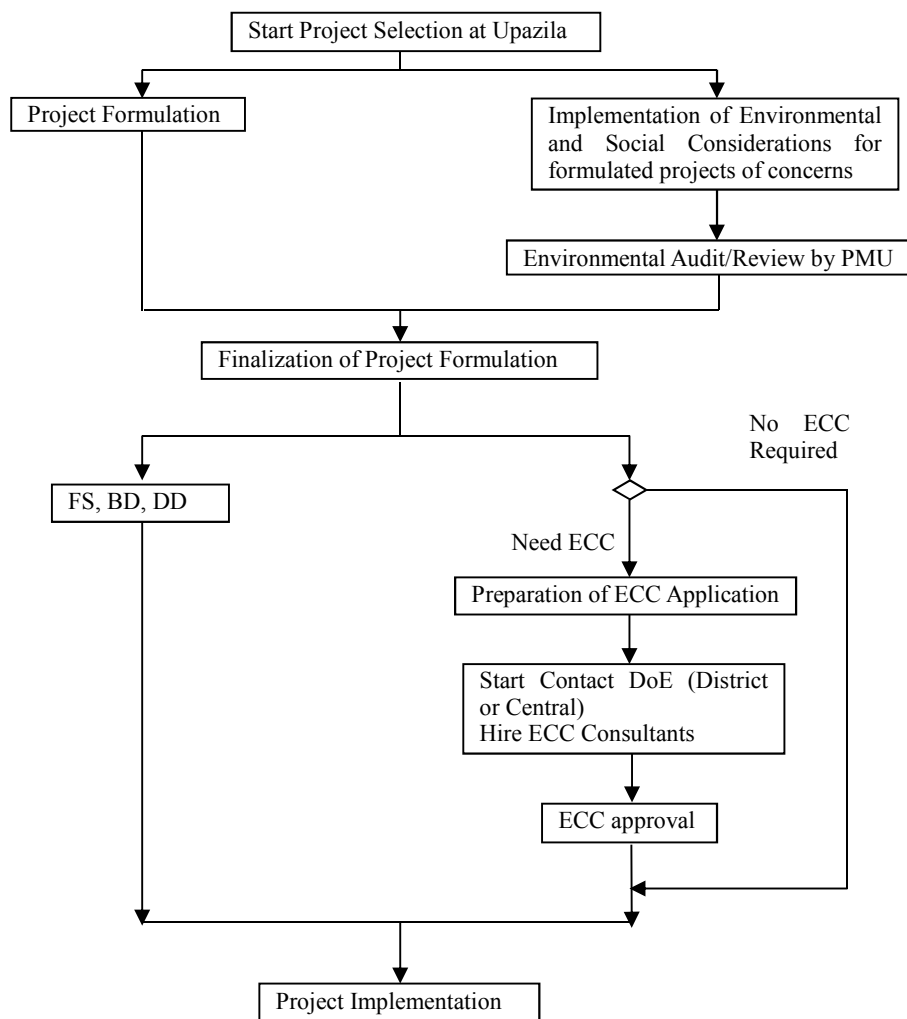 Start Project Selection at Upazila
Project Formulation
Implementation of Environmental
and Social Considerations for
formulated projects of concerns
Environmental Audit/Review by PMU
Finalization of Project Formulation
No ECC
Required
FS, BD, DD
Need ECC
Preparation of ECC Application
Start Contact DoE (District
or Central)
Hire ECC Consultants
ECC approval
Project Implementation